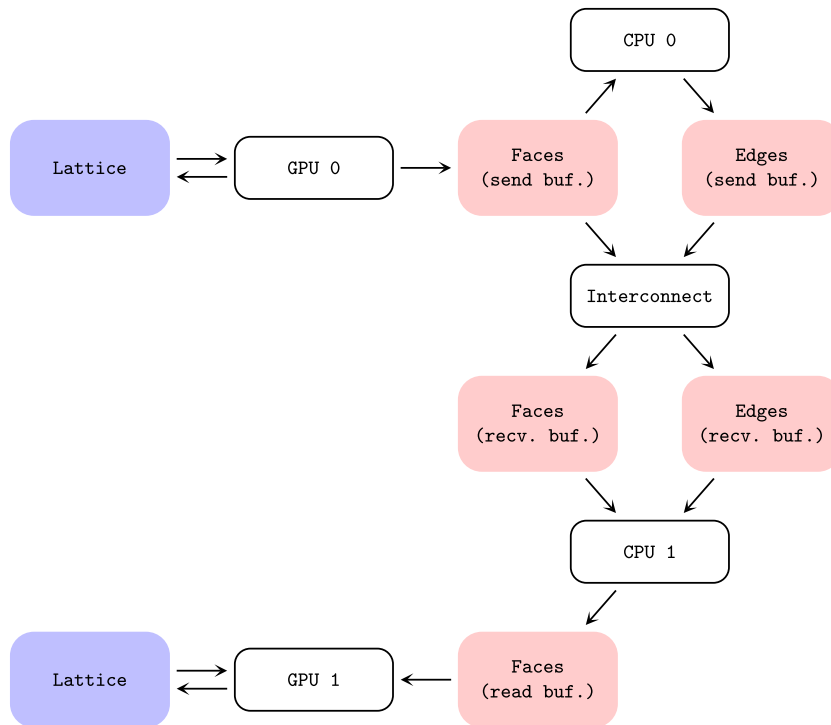 CPU 0
Lattice
GPU 0
Faces
(send buf.)
Edges
(send buf.)
Interconnect
Faces
(recv. buf.)
Edges
(recv. buf.)
CPU 1
Lattice
GPU 1
Faces
(read buf.)